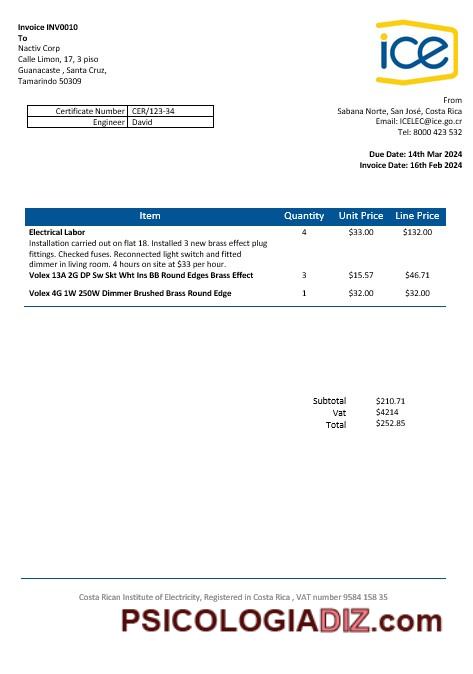 Invoice INV0010
To
Nactiv Corp
Calle Limon, 17, 3 piso
Guanacaste , Santa Cruz,
Tamarindo 50309
ice
Certificate Number CER/123-34
Engineer David
From
Sabana Norte, San José, Costa Rica
Email: ICELEC@ice.go.cr
Tel: 8000 423 532
Due Date: 14th Mar 2024
Invoice Date: 16th Feb 2024
Item Quantity Unit Price Line Price
Electrical Labor 4 $33.00 $132.00
Installation carried out on flat 18. Installed 3 new brass effect plug
fittings. Checked fuses. Reconnected light switch and fitted
dimmer in living room. 4 hours on site at $33 per hour.
Volex 13A 2G DP Sw Skt Wht Ins BB Round Edges Brass Effect 3 $15.57 $46.71
Volex 4G 1W 250W Dimmer Brushed Brass Round Edge 1 $32.00 $32.00
Subtotal $210.71
Vat $4214
Total $252.85
Costa Rican Institute of Electricity, Registered in Costa Rica , VAT number 9584 158 35
PSICOLOGIADIZ.com